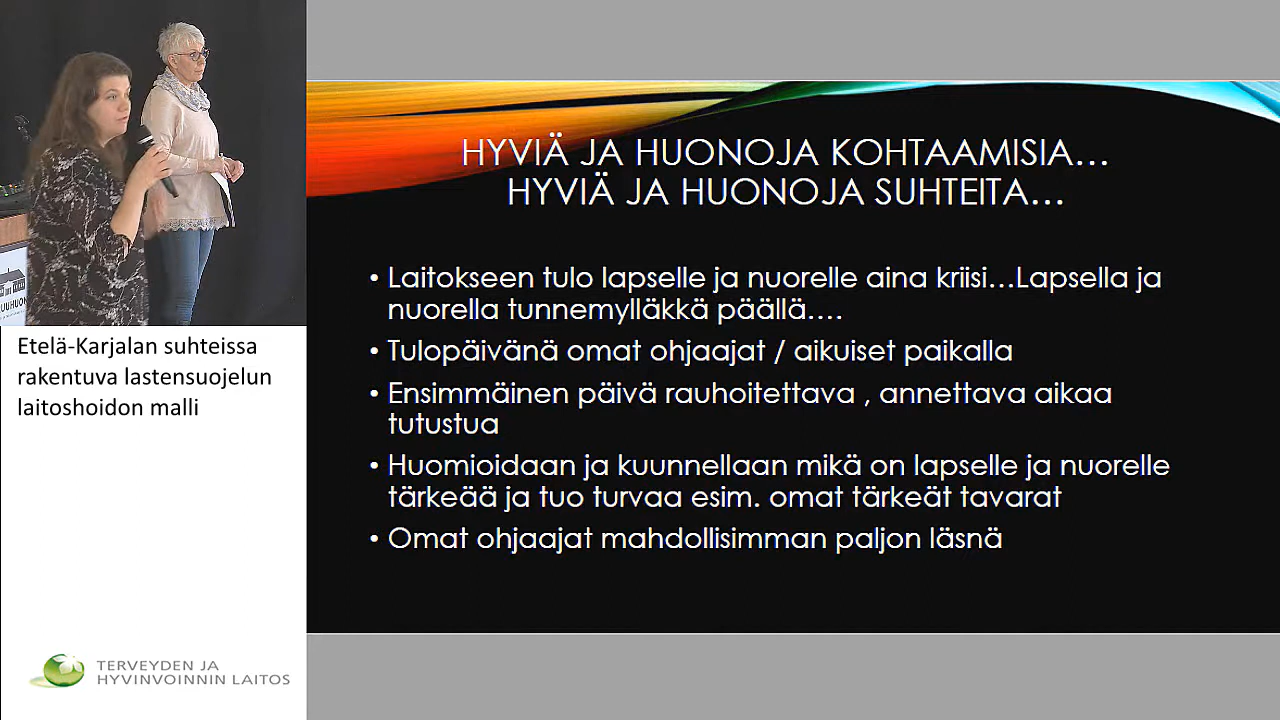 HYVIÄ JA HUONOJA KOHTAAMISIA…
HYVIÄ JA HUONOJA SUHTEITA…
• Laitokseen tulo lapselle ja nuorelle aina kriisi…Lapsella ja
nuorella tunnemylläkkä päällä….
• Tulopäivänä omat ohjaajat / aikuiset paikalla
• Ensimmäinen päivä rauhoitettava , annettava aikaa
tutustua
• Huomioidaan ja kuunnellaan mikä on lapselle ja nuorelle
tärkeää ja tuo turvaa esim. omat tärkeät tavarat
• Omat ohjaajat mahdollisimman paljon läsnä
Etelä-Karjalan suhteissa
rakentuva lastensuojelun
laitoshoidon malli
TERVEYDEN JA
HYVINVOINNIN LAITOS